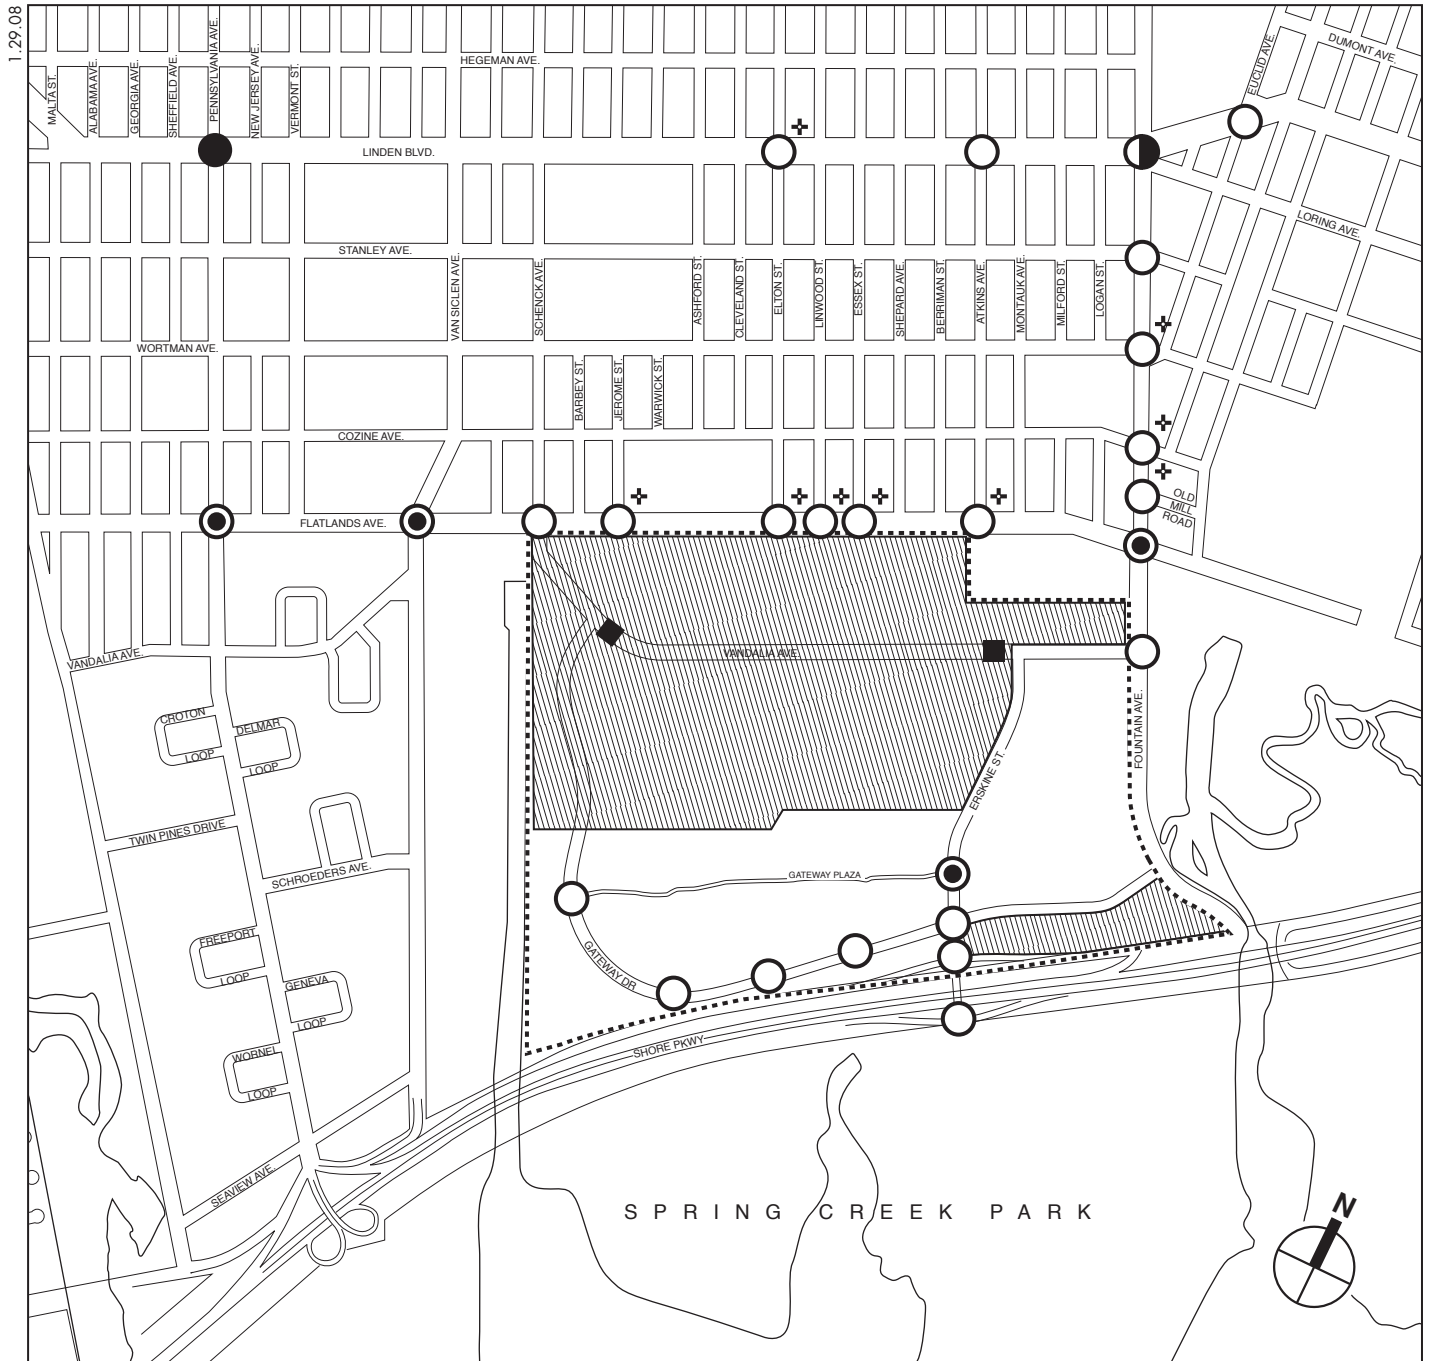 1.29.08
MALTA ST.
ALABAMA AVE.
GEORGIA AVE.
SHEFFIELD AVE.
PENNSYLVANIA AVE.
NEW JERSEY AVE.
VERMONT ST.
HEGEMAN AVE.
EUCLID AVE.
DUMONT AVE.
LINDEN BLVD.
LORING AVE.
STANLEY AVE.
VAN SICLEN AVE.
SCHENCK AVE.
ASHFORD ST.
CLEVELAND ST.
ELTON ST.
LINWOOD ST.
ESSEX ST.
SHEPARD AVE.
BERRIMAN ST.
ATKINS AVE.
MONTAUK AVE.
MILFORD ST.
LOGAN ST.
WORTMAN AVE.
BARBEY ST.
JEROME ST.
WARWICK ST.
COZINE AVE.
OLD
MILL
ROAD
FLATLANDS AVE.
VANDALIA AVE.
VANDALIA AVE.
CROTON
LOOP
DELMAR
LOOP
FOUNTAIN AVE.
ERSKINE ST.
TWIN PINES DRIVE
SCHROEDERS AVE.
GATEWAY PLAZA
FREEPORT
LOOP
GENEVA
LOOP
GATEWAY DR.
WORNEL
LOOP
SHORE PKWY
SEAVIEW AVE.
SPRING CREEK PARK
N